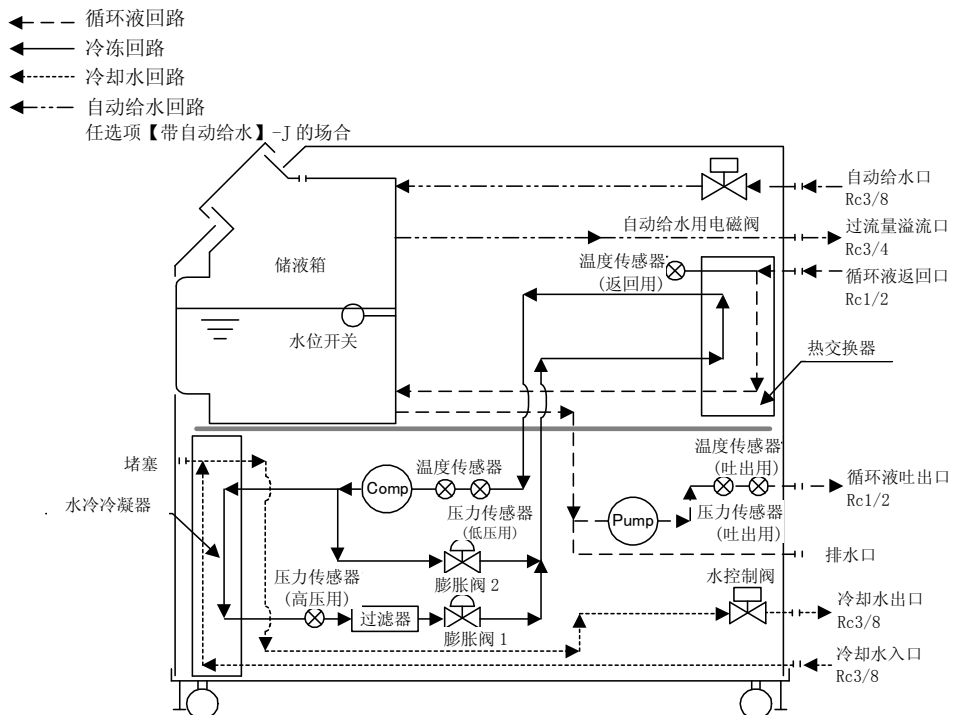 循环液回路
冷冻回路
冷却水回路
自动给水回路
任选项【带自动给水】-J 的场合
自动给水口
Rc3/8
自动给水用电磁阀
过流量溢流口
Rc3/4
储液箱
温度传感器
(返回用)
循环液返回口
Rc1/2
水位开关
热交换器
堵塞
水冷冷凝器
Comp
温度传感器
压力传感器
(低压用)
温度传感器
(吐出用)
循环液吐出口
Rc1/2
Pump
压力传感器
(吐出用)
排水口
膨胀阀 2
压力传感器
(高压用)
过滤器
膨胀阀 1
水控制阀
冷却水出口
Rc3/8
冷却水入口
Rc3/8